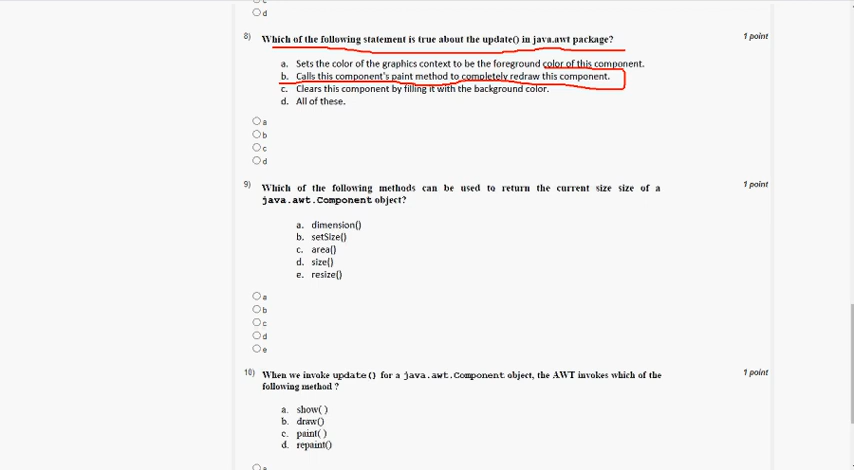 d
8) Which of the following statement is true about the update() in java.awt package? 1 point
a. Sets the color of the graphics context to be the foreground color of this component.
b. Calls this component's paint method to completely redraw this component.
c. Clears this component by filling it with the background color.
d. All of these.
a
b
c
d
9) Which of the following methods can be used to return the current size size of a 1 point
java.awt.Component object?
a. dimension()
b. setSize()
c. area()
d. size()
e. resize()
a
b
c
d
e
10) When we invoke update() for a java.awt.Component object, the AWT invokes which of the 1 point
following method ?
a. show( )
b. draw()
c. paint( )
d. repaint()